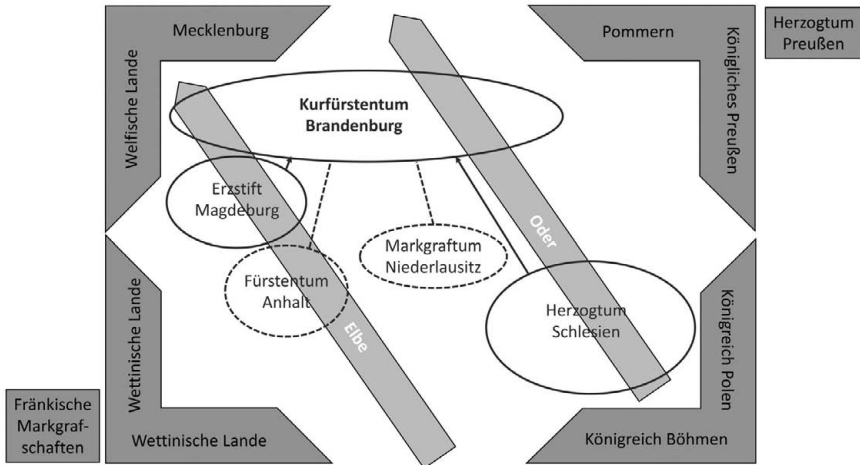 Mecklenburg
Pommern
Herzogtum
Preußen
Welfische Lande
Königliches Preußen
Kurfürstentum
Brandenburg
Erzstift
Magdeburg
Oder
Markgraftum
Niederlausitz
Fürstentum
Anhalt
Elbe
Herzogtum
Schlesien
Wettinische Lande
Königreich Polen
Fränkische
Markgraf-
schaften
Wettinische Lande
Königreich Böhmen